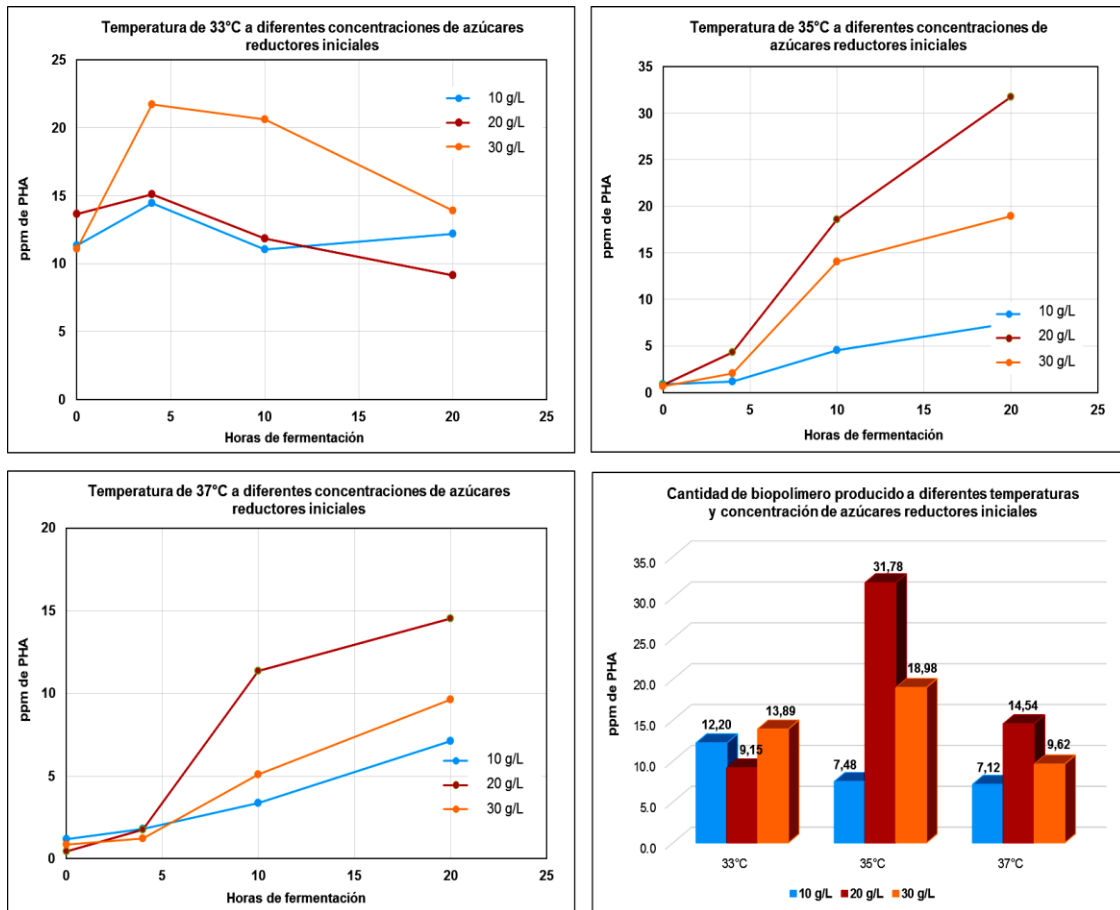 Temperatura de 33°C a diferentes concentraciones de azúcares
reductores iniciales
25
20
15
10
5
0
ppm de PHA
10 g/L
20 g/L
30 g/L
0 5 10 15 20 25
Horas de fermentación
Temperatura de 35°C a diferentes concentraciones de
azúcares reductores iniciales
35
30
25
20
15
10
5
0
ppm de PHA
10 g/L
20 g/L
30 g/L
0 5 10 15 20 25
Horas de fermentación
Temperatura de 37°C a diferentes concentraciones de azúcares
reductores iniciales
20
15
10
5
0
ppm de PHA
10 g/L
20 g/L
30 g/L
0 5 10 15 20 25
Horas de fermentación
Cantidad de biopolímero producido a diferentes temperaturas
y concentración de azúcares reductores iniciales
35.0
30.0
25.0
20.0
15.0
10.0
5.0
0.0
ppm de PHA
12,20 9,15 13,89
7,48 31,78 18,98
7,12 14,54 9,62
33°C 35°C 37°C
10 g/L 20 g/L 30 g/L